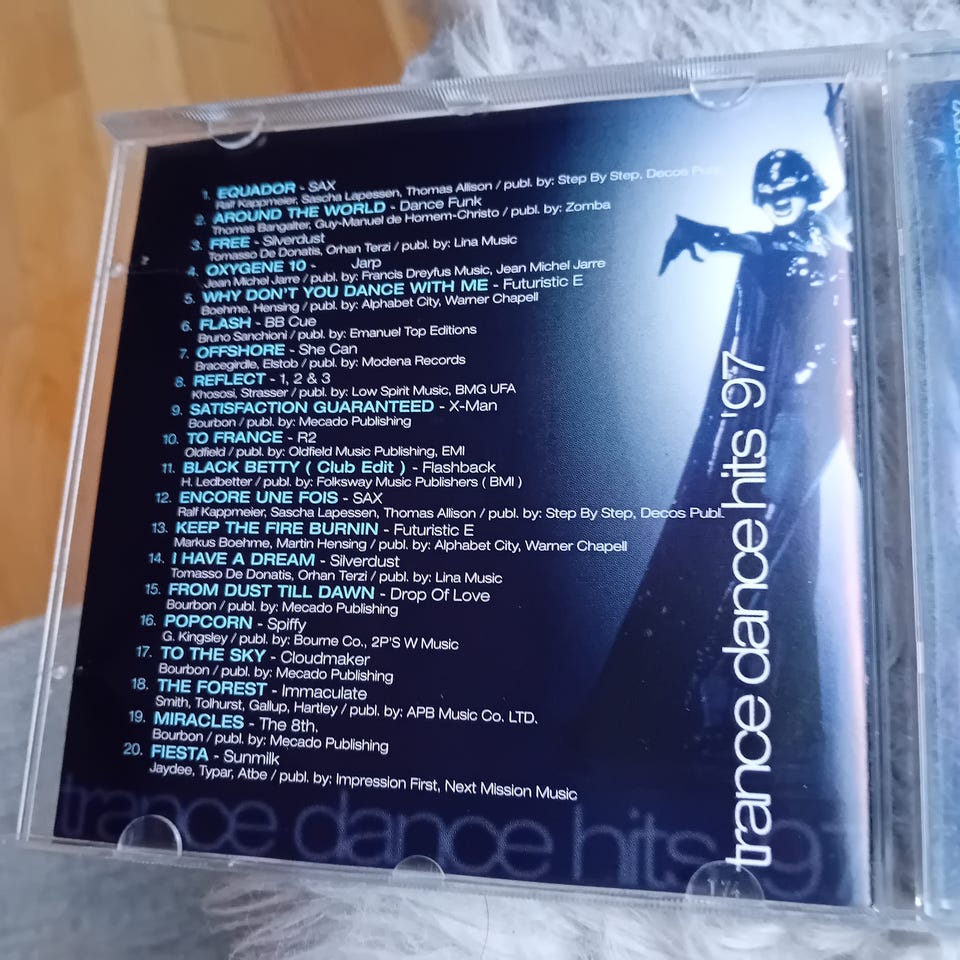 1. EQUADOR - SAX
Ralf Kappmeier, Sascha Lapessen, Thomas Allison / publ. by: Step By Step, Decos Publ.
2. AROUND THE WORLD - Dance Funk
Thomas Bangalter, Guy-Manuel de Homem-Christo / publ. by: Zomba
3. FREE - Silverdust
Tomasso De Donatis, Orhan Terzi / publ. by: Lina Music
4. OXYGENE 10 - Jarp
Jean Michel Jarre / publ. by: Francis Dreyfus Music, Jean Michel Jarre
5. WHY DON'T YOU DANCE WITH ME - Futuristic E
Boehme, Hensing / publ. by: Alphabet City, Warner Chapell
6. FLASH - BB Cue
Bruno Sanchioni / publ. by: Emanuel Top Editions
7. OFFSHORE - She Can
Bracegirdle, Elstob / publ. by: Modena Records
8. REFLECT - 1, 2 & 3
Khososi, Strasser / publ. by: Low Spirit Music, BMG UFA
9. SATISFACTION GUARANTEED - X-Man
Bourbon / publ. by: Mecado Publishing
10. TO FRANCE - R2
Oldfield / publ. by: Oldfield Music Publishing, EMI
11. BLACK BETTY ( Club Edit ) - Flashback
H. Ledbetter / publ. by: Folksway Music Publishers ( BMI )
12. ENCORE UNE FOIS - SAX
Ralf Kappmeier, Sascha Lapessen, Thomas Allison / publ. by: Step By Step, Decos Publ.
13. KEEP THE FIRE BURNIN - Futuristic E
Markus Boehme, Martin Hensing / publ. by: Alphabet City, Warner Chapell
14. I HAVE A DREAM - Silverdust
Tomasso De Donatis, Orhan Terzi / publ. by: Lina Music
15. FROM DUST TILL DAWN - Drop Of Love
Bourbon / publ. by: Mecado Publishing
16. POPCORN - Spiffy
G. Kingsley / publ. by: Bourne Co., 2P'S W Music
17. TO THE SKY - Cloudmaker
Bourbon / publ. by: Mecado Publishing
18. THE FOREST - Immaculate
Smith, Tolhurst, Gallup, Hartley / publ. by: APB Music Co. LTD.
19. MIRACLES - The 8th.
Bourbon / publ. by: Mecado Publishing
20. FIESTA - Sunmilk
Jaydee, Typar, Atbe / publ. by: Impression First, Next Mission Music
trance dance hits '97
trance dance hits '97